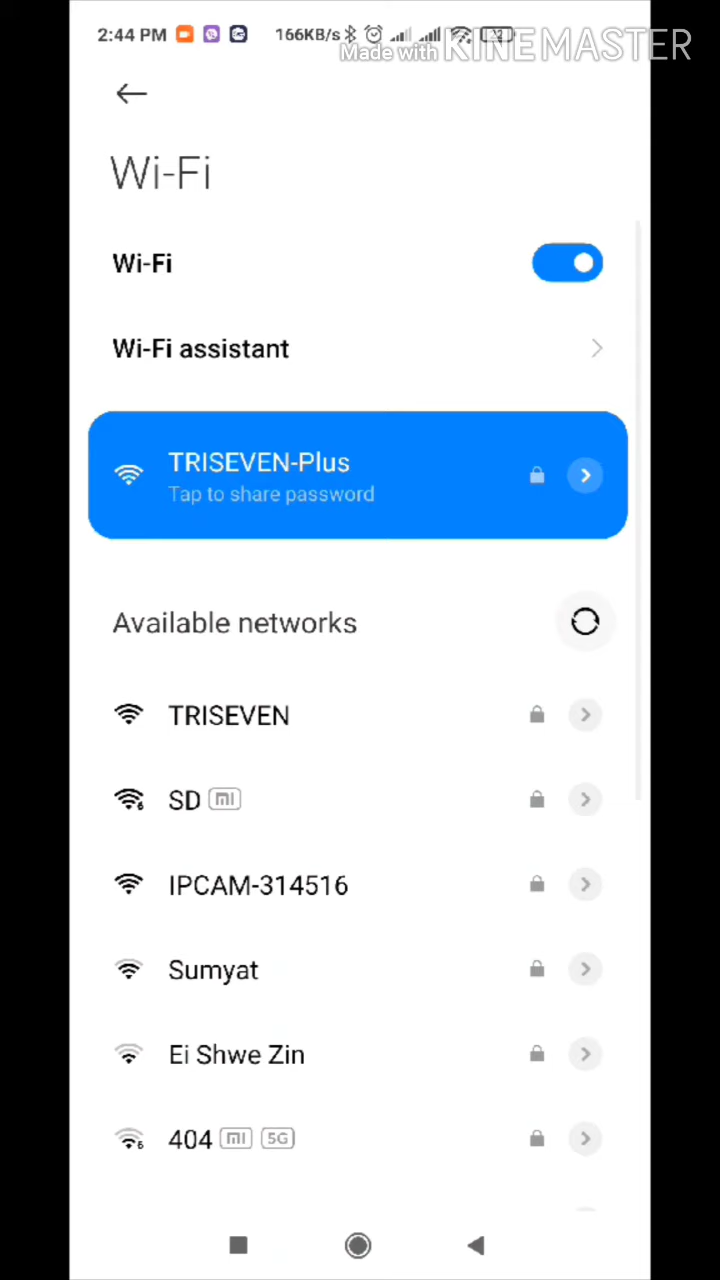 2:44 PM 166KB/s
Made with KINEMASTER
Wi-Fi
Wi-Fi
Wi-Fi assistant
TRISEVEN-Plus
Tap to share password
Available networks
TRISEVEN
SD mi
IPCAM-314516
Sumyat
Ei Shwe Zin
404 mi 5G